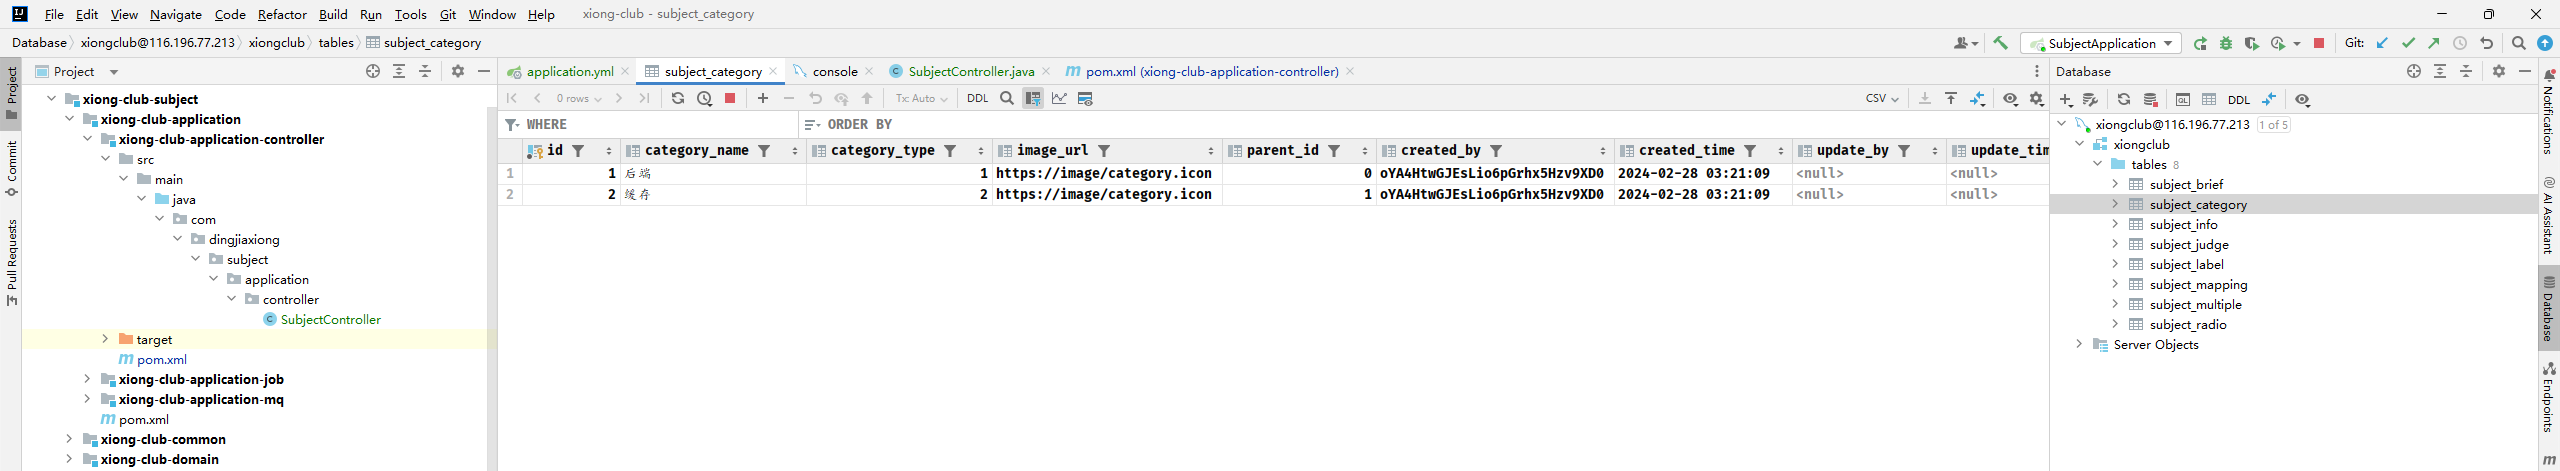 File Edit View Navigate Code Refactor Build Run Tools Git Window Help xiong-club - subject_category
Database xiongclub@116.196.77.213 xiongclub tables subject_category
SubjectApplication Git:
Project
application.yml subject_category console SubjectController.java pom.xml (xiong-club-application-controller)
Database
0 rows Tx: Auto DDL CSV
DDL
WHERE ORDER BY
id category_name category_type image_url parent_id created_by created_time update_by update_tim
1 1 后端 1 https://image/category.icon 0 oYA4HtwGJEsLio6pGrhx5Hzv9XD0 2024-02-28 03:21:09 <null> <null>
2 2 缓存 2 https://image/category.icon 1 oYA4HtwGJEsLio6pGrhx5Hzv9XD0 2024-02-28 03:21:09 <null> <null>
xiong-club-subject
xiong-club-application
xiong-club-application-controller
src
main
java
com
dingjiaxiong
subject
application
controller
SubjectController
target
pom.xml
xiong-club-application-job
xiong-club-application-mq
pom.xml
xiong-club-common
xiong-club-domain
xiongclub@116.196.77.213 1 of 5
xiongclub
tables 8
subject_brief
subject_category
subject_info
subject_judge
subject_label
subject_mapping
subject_multiple
subject_radio
Server Objects
Project
Commit
Pull Requests
Notifications
AI Assistant
Database
Endpoints